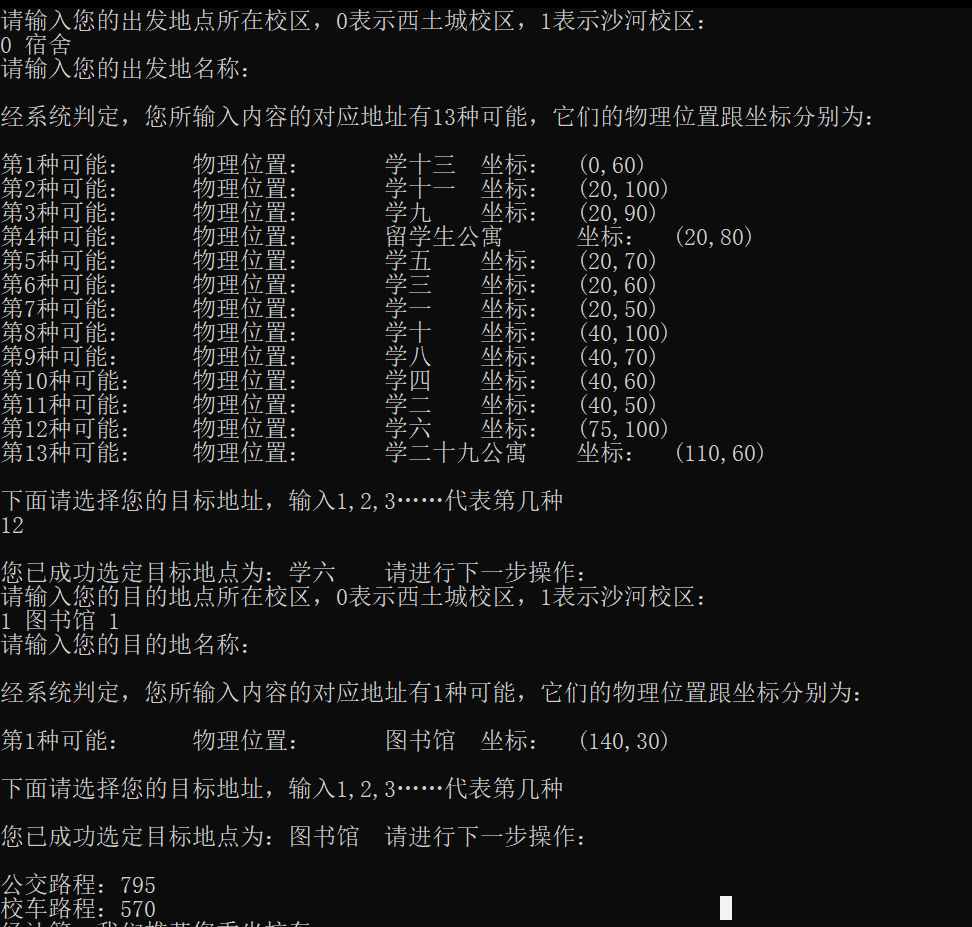 请输入您的出发地点所在校区，0表示西土城校区，1表示沙河校区：
0 宿舍
请输入您的出发地名称：
经系统判定，您所输入内容的对应地址有13种可能，它们的物理位置跟坐标分别为：
第1种可能： 物理位置： 学十三 坐标： (0,60)
第2种可能： 物理位置： 学十一 坐标： (20,100)
第3种可能： 物理位置： 学九 坐标： (20,90)
第4种可能： 物理位置： 留学生公寓 坐标： (20,80)
第5种可能： 物理位置： 学五 坐标： (20,70)
第6种可能： 物理位置： 学三 坐标： (20,60)
第7种可能： 物理位置： 学一 坐标： (20,50)
第8种可能： 物理位置： 学十 坐标： (40,100)
第9种可能： 物理位置： 学八 坐标： (40,70)
第10种可能： 物理位置： 学四 坐标： (40,60)
第11种可能： 物理位置： 学二 坐标： (40,50)
第12种可能： 物理位置： 学六 坐标： (75,100)
第13种可能： 物理位置： 学二十九公寓 坐标： (110,60)
下面请选择您的目标地址，输入1,2,3……代表第几种
12
您已成功选定目标地点为：学六 请进行下一步操作：
请输入您的目的地点所在校区，0表示西土城校区，1表示沙河校区：
1 图书馆 1
请输入您的目的地名称：
经系统判定，您所输入内容的对应地址有1种可能，它们的物理位置跟坐标分别为：
第1种可能： 物理位置： 图书馆 坐标： (140,30)
下面请选择您的目标地址，输入1,2,3……代表第几种
您已成功选定目标地点为：图书馆 请进行下一步操作：
公交路程：795
校车路程：570